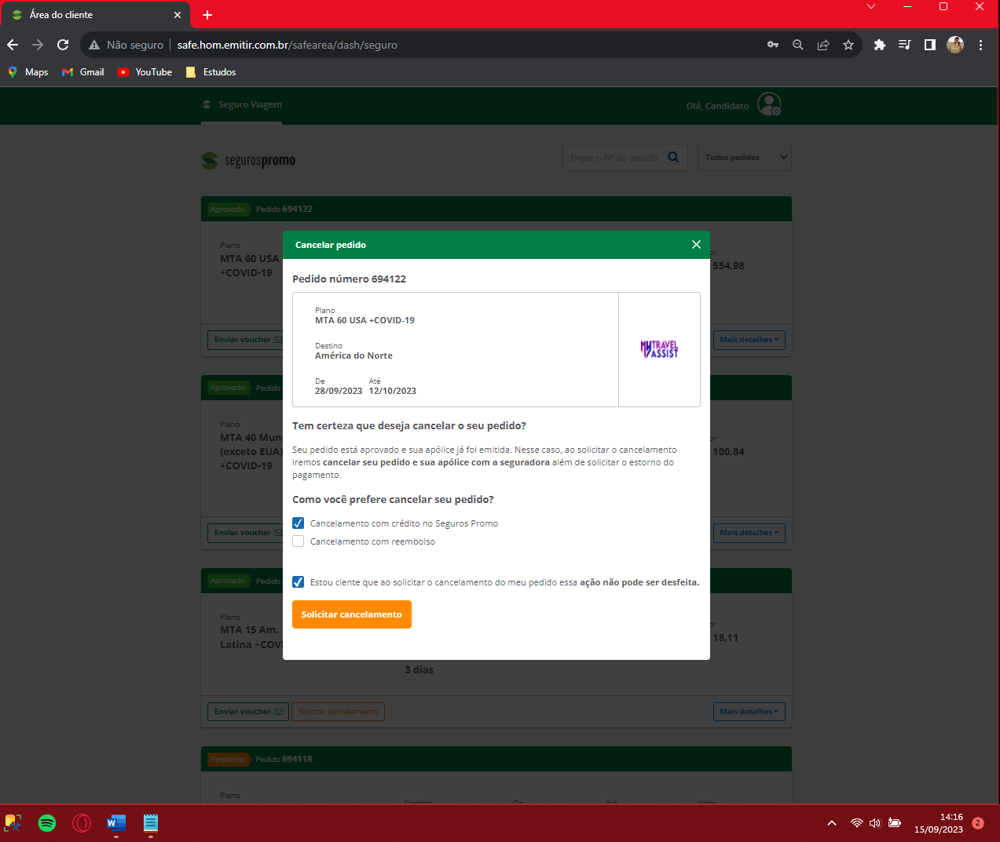 Área do cliente
Não seguro
safe.hom.emitir.com.br/safearea/dash/seguro
Maps
Gmail
YouTube
Estudos
Seguro Viagem
Olá, Candidato
segurospromo
Digite o Nº do pedido
Todos pedidos
Aprovado
Pedido 694122
Plano
MTA 60 USA
+COVID-19
554,98
Enviar voucher
Mais detalhes
Cancelar pedido
Pedido número 694122
Plano
MTA 60 USA +COVID-19
Destino
América do Norte
De
Até
28/09/2023
12/10/2023
MY TRAVEL
ASSIST
Tem certeza que deseja cancelar o seu pedido?
Seu pedido está aprovado e sua apólice já foi emitida. Nesse caso, ao solicitar o cancelamento
iremos cancelar seu pedido e sua apólice com a seguradora além de solicitar o estorno do
pagamento.
Como você prefere cancelar seu pedido?
Cancelamento com crédito no Seguros Promo
Cancelamento com reembolso
Estou ciente que ao solicitar o cancelamento do meu pedido essa ação não pode ser desfeita.
Solicitar cancelamento
Aprovado
Pedido
Plano
MTA 40 Mun
(exceto EUA)
+COVID-19
100,84
Enviar voucher
Mais detalhes
Aprovado
Pedido
Plano
MTA 15 Am.
Latina +COVI
18,11
3 dias
Enviar voucher
Solicitar cancelamento
Mais detalhes
Pendente
Pedido 694118
Plano
Destino
De
Até
Valor
14:16
15/09/2023
2